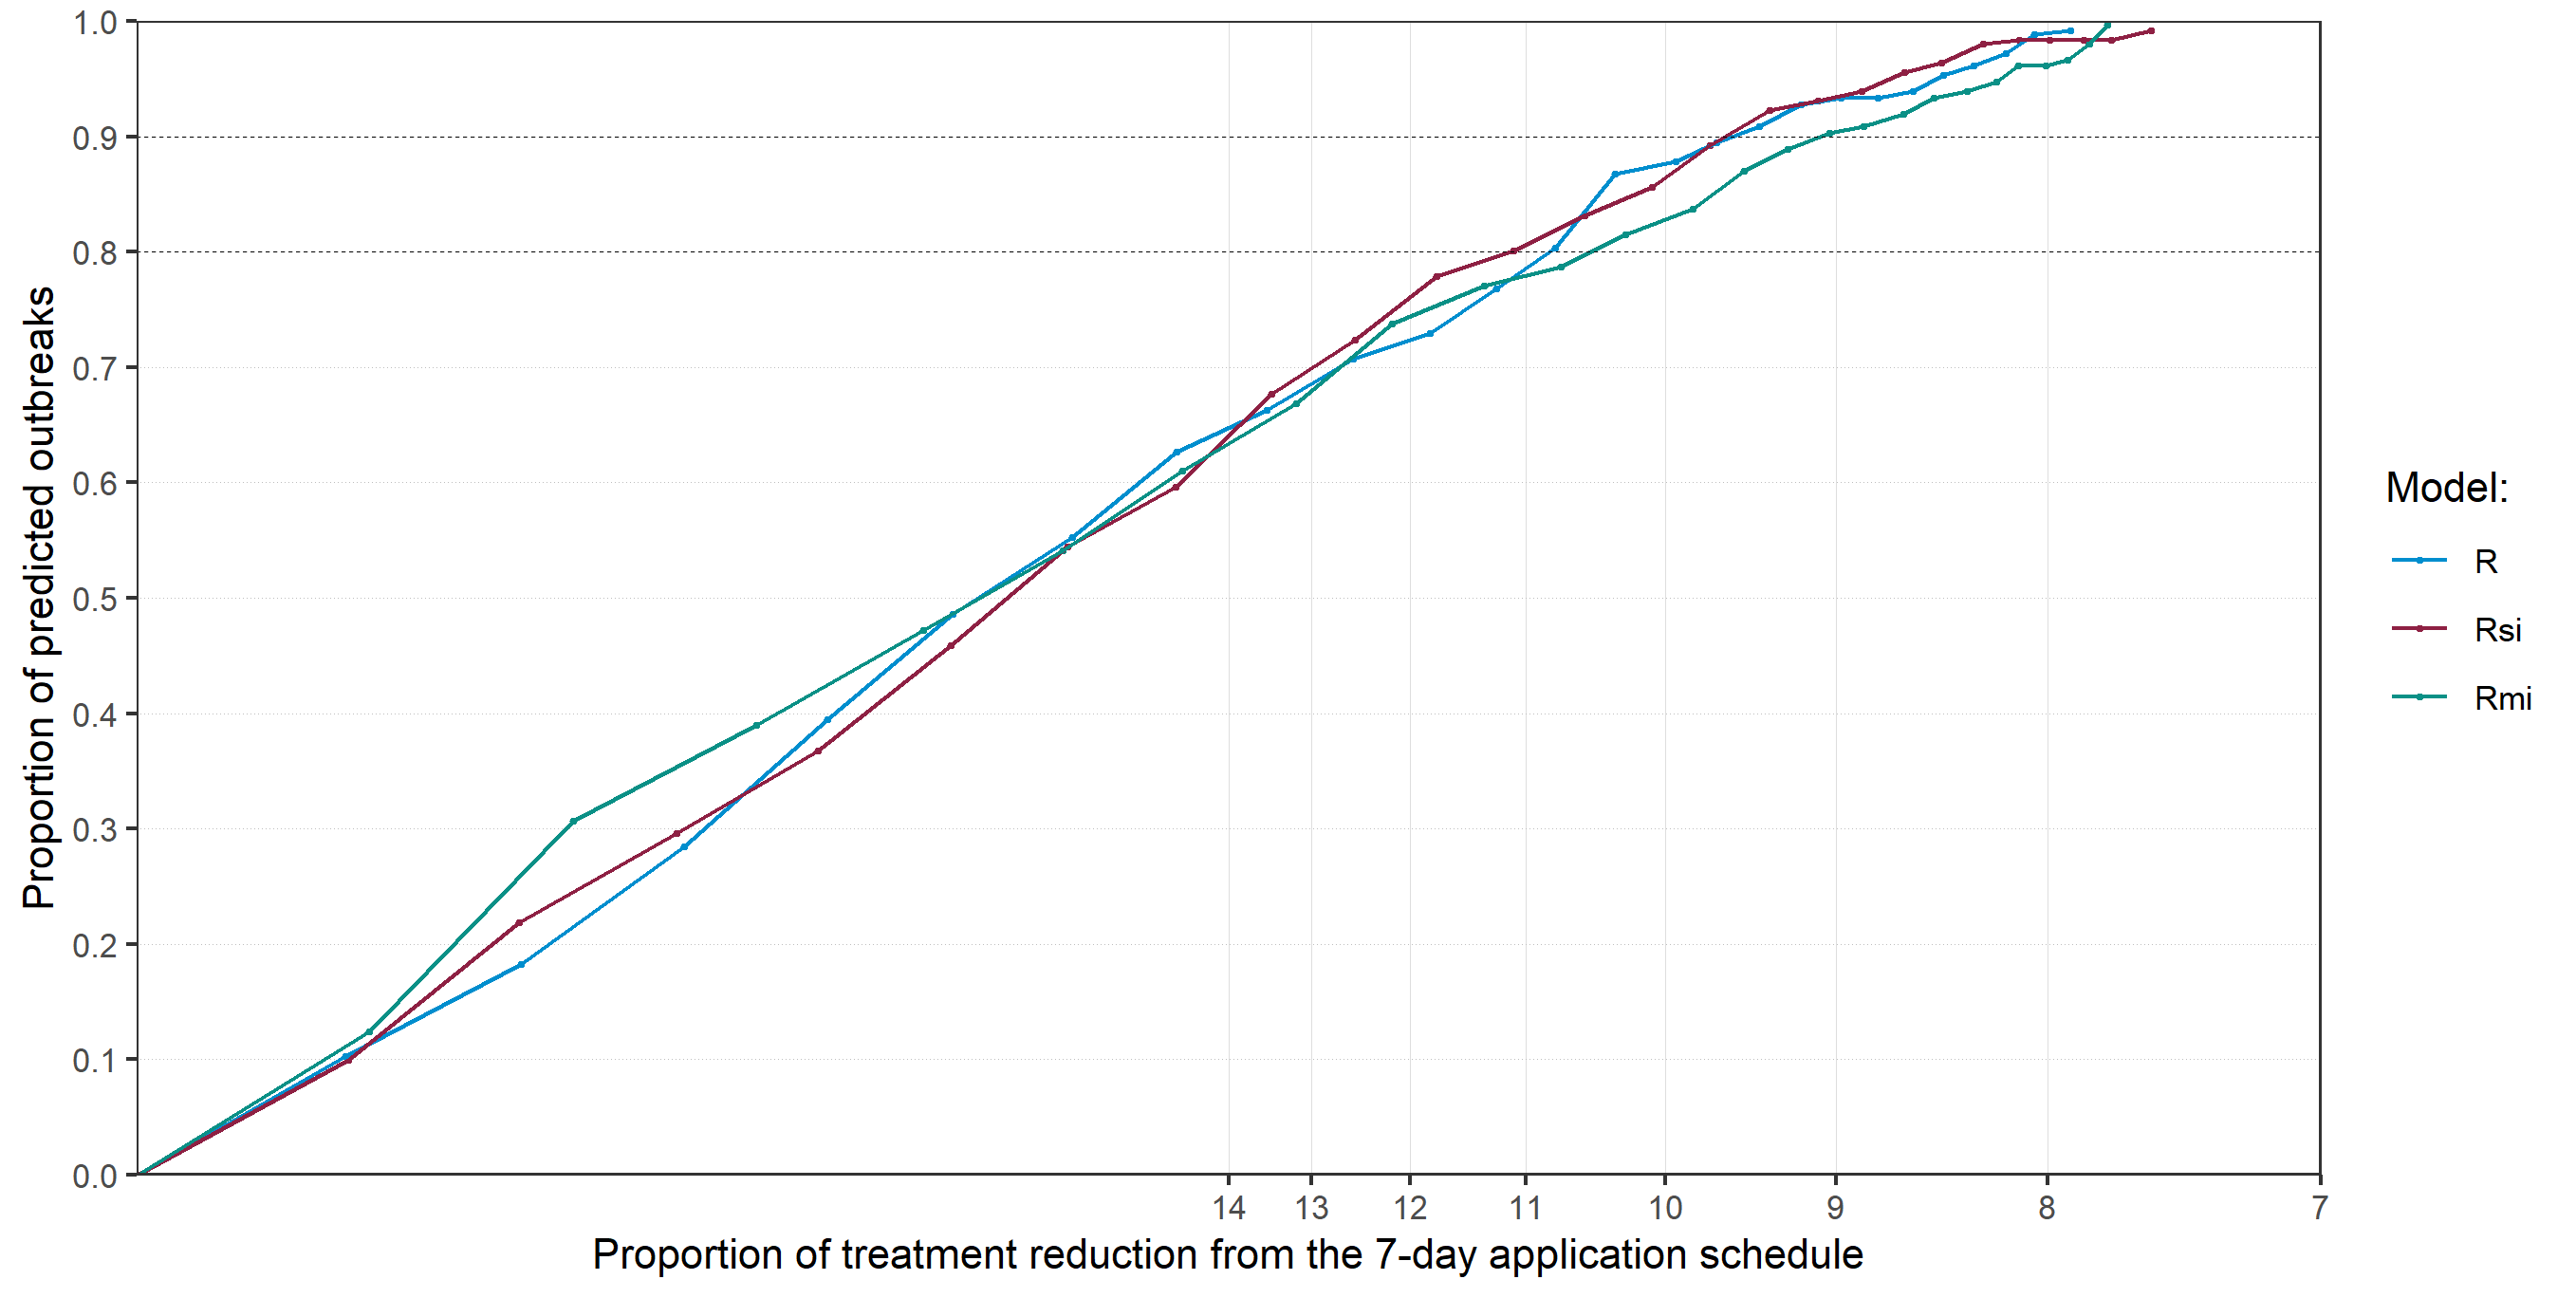 1.0
0.9
0.8
0.7
0.6
0.5
0.4
0.3
0.2
0.1
0.0
Proportion of predicted outbreaks
14 13 12 11 10 9 8 7
Proportion of treatment reduction from the 7-day application schedule
Model:
R
Rsi
Rmi